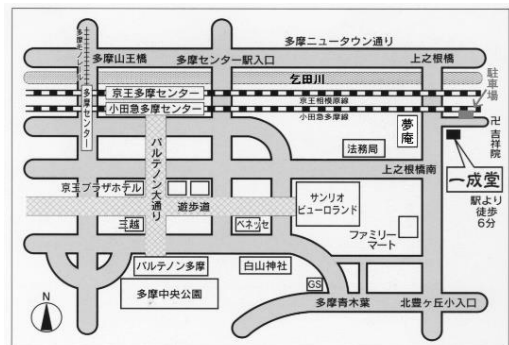 多摩ニュータウン通り
多摩モノレール
多摩山王橋
多摩センター駅入口
上之根橋
乞田川
駐車場
京王多摩センター
京王相模原線
多摩センター
小田急多摩センター
小田急多摩線
夢庵
卍
吉祥院
法務局
パルテノン大通り
上之根橋南
一成堂
駅より
徒歩
6分
京王プラザホテル
遊歩道
サンリオ
ピューロランド
三越
ベネッセ
ファミリー
マート
パルテノン多摩
白山神社
GS
多摩中央公園
N
多摩青木葉
北豊ヶ丘小入口